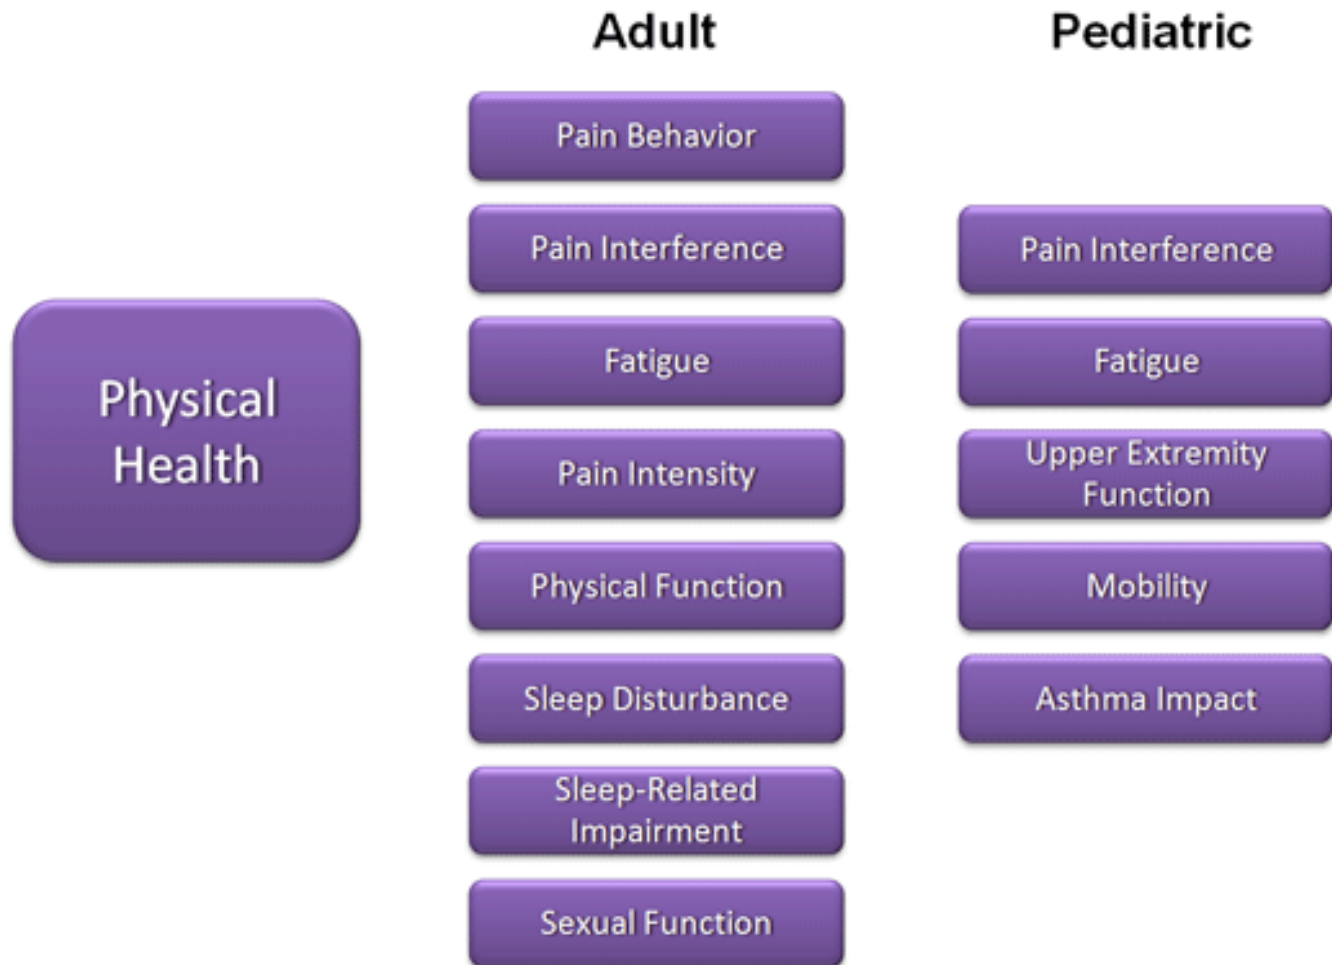 Adult
Pediatric
Physical
Health
Pain Behavior
Pain Interference
Fatigue
Pain Intensity
Physical Function
Sleep Disturbance
Sleep-Related
Impairment
Sexual Function
Pain Interference
Fatigue
Upper Extremity
Function
Mobility
Asthma Impact